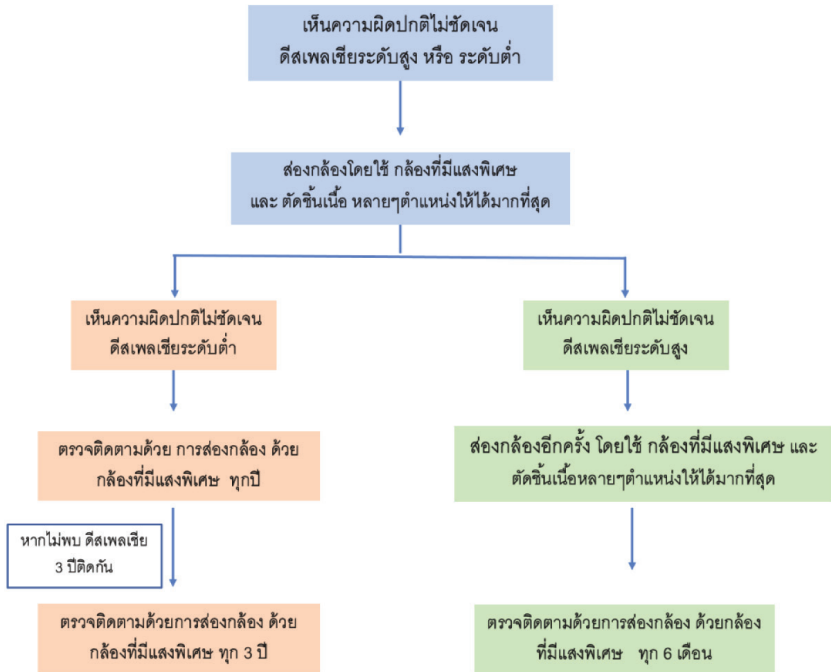 เห็นความผิดปกติไม่ชัดเจน
ดีสเพลเซียระดับสูง หรือ ระดับต่ำ
ส่องกล้องโดยใช้ กล้องที่มีแสงพิเศษ
และ ตัดชิ้นเนื้อ หลายๆตำแหน่งให้ได้มากที่สุด
เห็นความผิดปกติไม่ชัดเจน
ดีสเพลเซียระดับต่ำ
เห็นความผิดปกติไม่ชัดเจน
ดีสเพลเซียระดับสูง
ตรวจติดตามด้วย การส่องกล้อง ด้วย
กล้องที่มีแสงพิเศษ ทุกปี
ส่องกล้องอีกครั้ง โดยใช้ กล้องที่มีแสงพิเศษ และ
ตัดชิ้นเนื้อหลายๆตำแหน่งให้ได้มากที่สุด
หากไม่พบ ดีสเพลเซีย
3 ปีติดกัน
ตรวจติดตามด้วยการส่องกล้อง ด้วย
กล้องที่มีแสงพิเศษ ทุก 3 ปี
ตรวจติดตามด้วยการส่องกล้อง ด้วยกล้อง
ที่มีแสงพิเศษ ทุก 6 เดือน